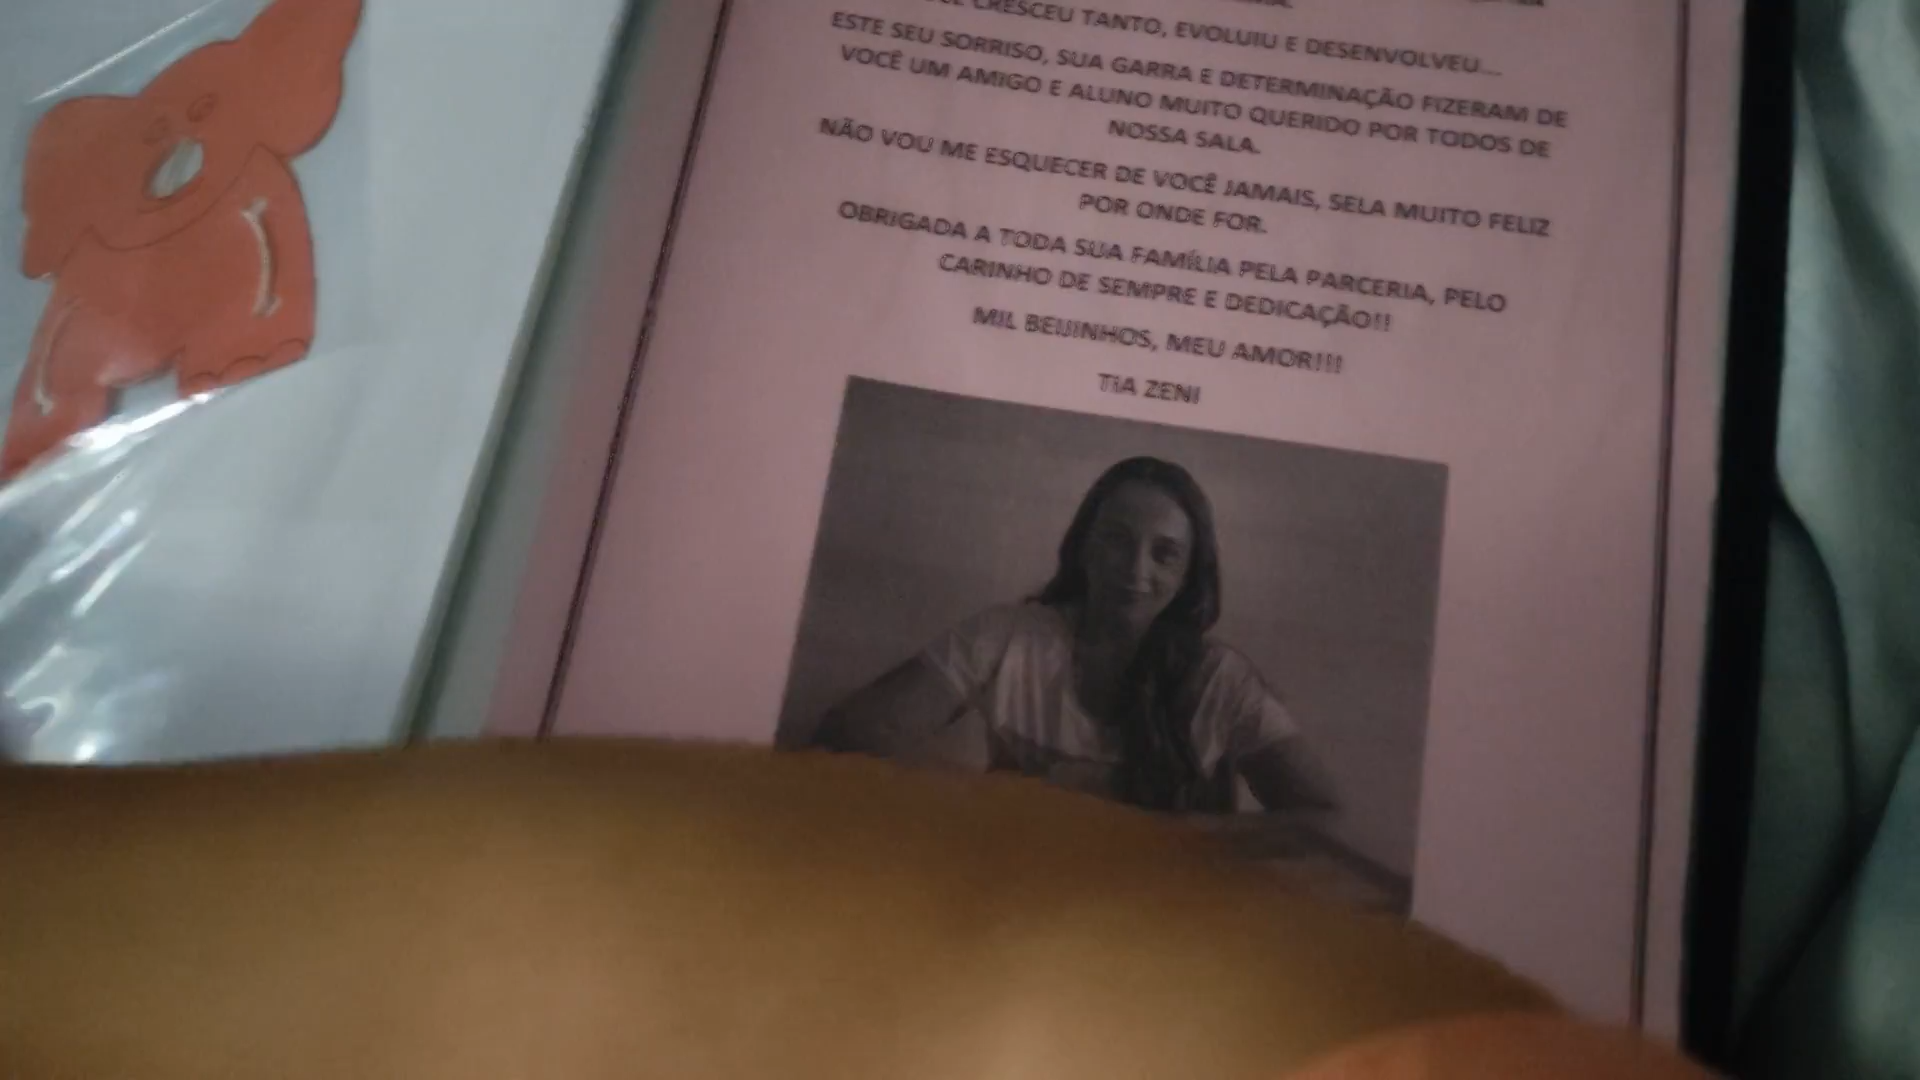 CRESCEU TANTO, EVOLUIU E DESENVOLVEU...
ESTE SEU SORRISO, SUA GARRA E DETERMINAÇÃO FIZERAM DE
VOCÊ UM AMIGO E ALUNO MUITO QUERIDO POR TODOS DE
NOSSA SALA.
NÃO VOU ME ESQUECER DE VOCÊ JAMAIS, SELA MUITO FELIZ
POR ONDE FOR.
OBRIGADA A TODA SUA FAMÍLIA PELA PARCERIA, PELO
CARINHO DE SEMPRE E DEDICAÇÃO!!
MIL BEIJINHOS, MEU AMOR!!!
TIA ZENI